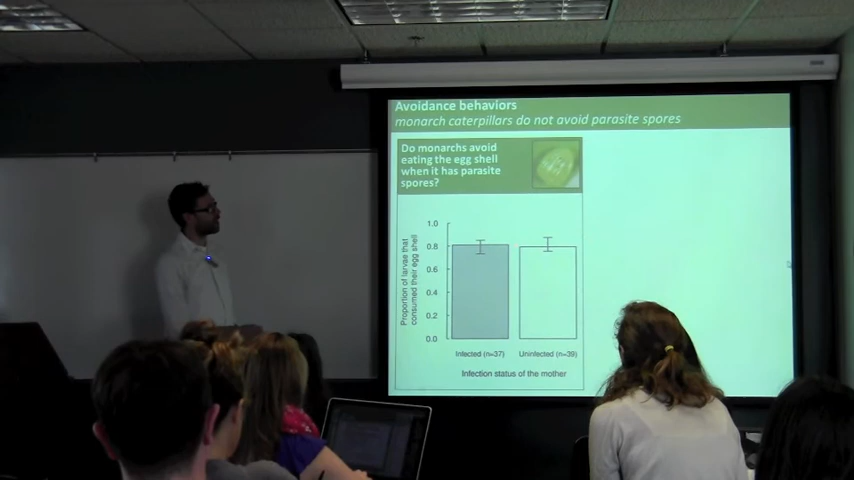 Avoidance behaviors
monarch caterpillars do not avoid parasite spores
Do monarchs avoid
eating the egg shell
when it has parasite
spores?
Proportion of larvae that
consumed their egg shell
1.0
0.8
0.6
0.4
0.2
0.0
Infected (n=37)
Uninfected (n=39)
Infection status of the mother